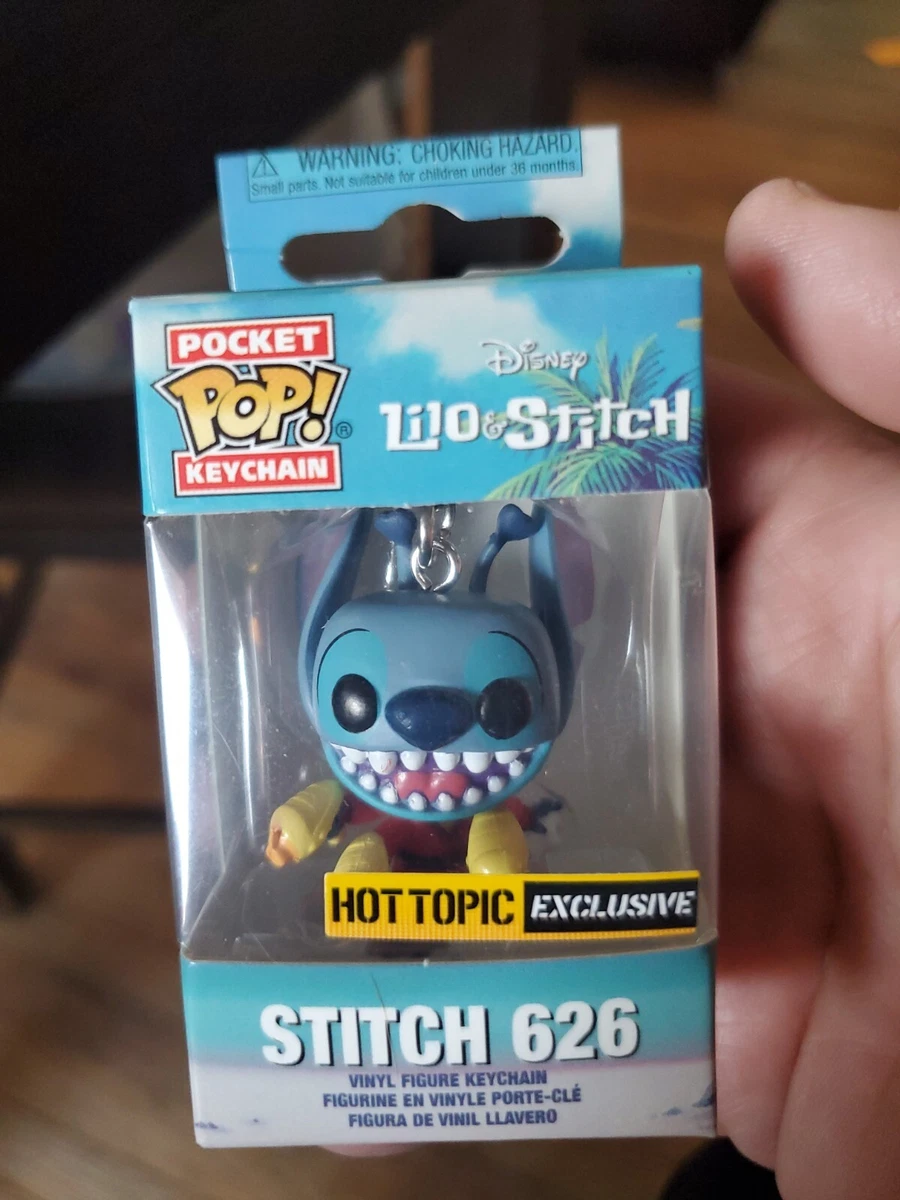 WARNING: CHOKING HAZARD.
Small parts. Not suitable for children under 36 months.
POCKET
POP!®
KEYCHAIN
Disney
Lilo & Stitch
HOT TOPIC EXCLUSIVE
STITCH 626
VINYL FIGURE KEYCHAIN
FIGURINE EN VINYLE PORTE-CLÉ
FIGURA DE VINIL LLAVERO